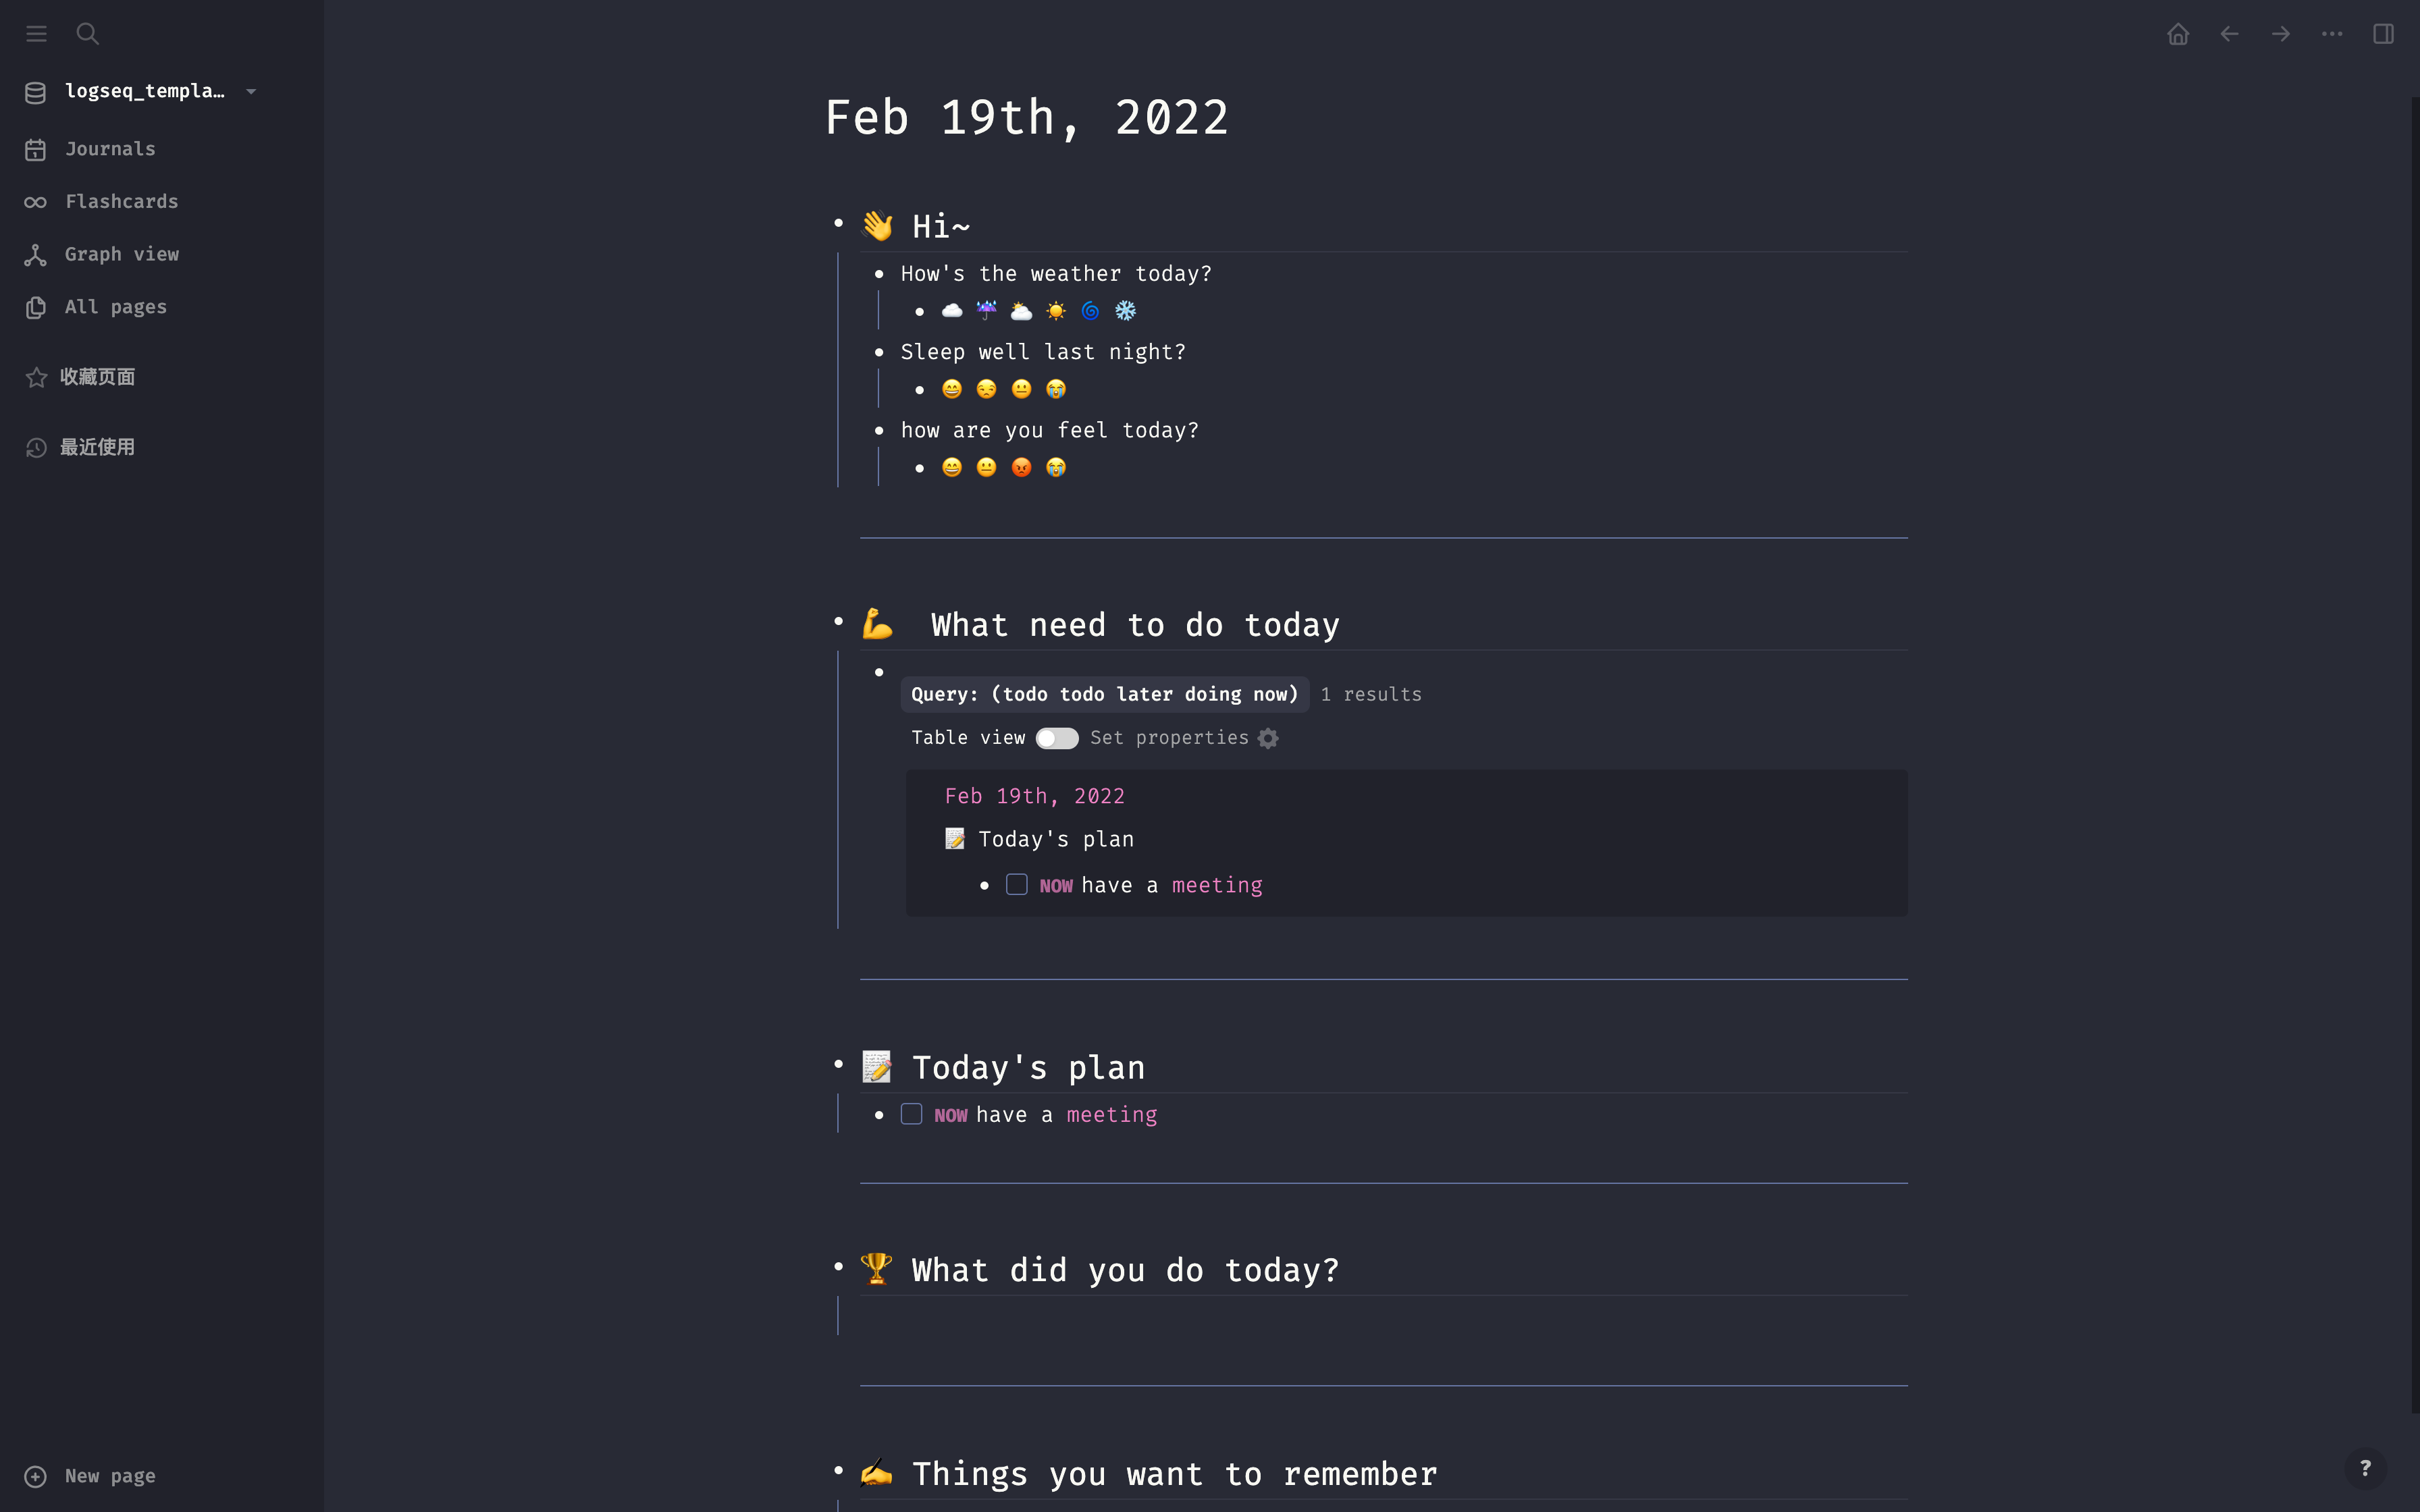 logseq_templa…
Journals
Flashcards
Graph view
All pages
收藏页面
最近使用
New page
Feb 19th, 2022
👋 Hi~
How's the weather today?
☁️ ☔ 🌥️ ☀️ 🌀 ❄️
Sleep well last night?
😄 😒 😐 😭
how are you feel today?
😄 😐 😡 😭
💪 What need to do today
Query: (todo todo later doing now) 1 results
Table view Set properties
Feb 19th, 2022
📝 Today's plan
NOW have a meeting
📝 Today's plan
NOW have a meeting
🏆 What did you do today?
✍️ Things you want to remember
?